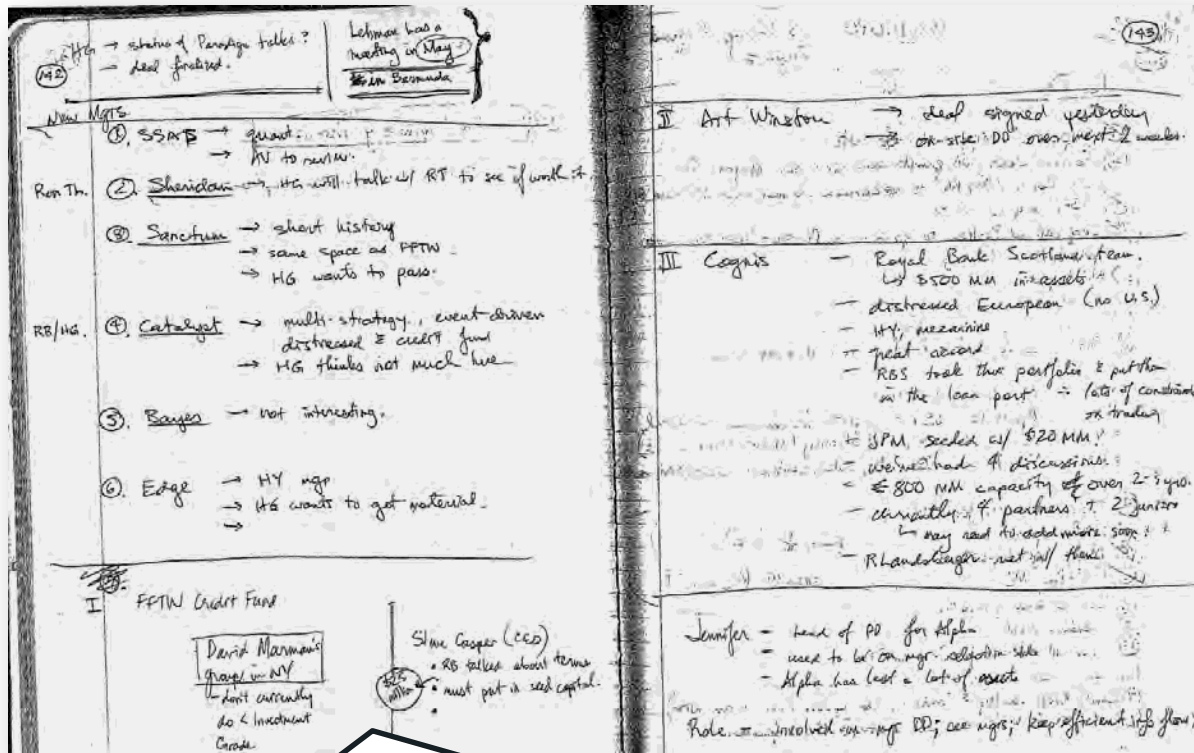 142
HG → status of Paradigm talks?
→ deal finalized.
Lehman has a
meeting in May
in Bermuda
New Mgrs
①. SSARB → quant.
→ AV to review.
Ron Th. ②. Sheridan → HG will talk w/ RT to see if worth it.
③ Sanctum → short history
→ same space as FFTW
→ HG wants to pass.
RB/HG. ④. Catalyst → multi-strategy, event driven
distressed & credit fund
→ HG thinks not much here
⑤. Bayes → not interesting.
⑥. Edge → HY mgr
→ HG wants to get material.
→
I FFTW Credit Fund
David Marmon's
group in NY
- don't currently
do < Investment
Grade
Steve Casper (CEO)
• RB talked about terms
• must put in seed capital.
•
$25
million
143
II Art Winston → deal signed yesterday
→ on-site DD over next 2 weeks.
III Cognis — Royal Bank Scotland team.
↳ $500 MM in assets
— distressed European (no U.S.)
— HY, mezzanine
— great record
— RBS took this portfolio & put them
in the loan port ÷ lots of constraints
on trading
JPM seeded w/ $20 MM.
— we've had 4 discussions.
€800 MM capacity over 2-3 yrs.
— currently 4 partners + 2 juniors
↳ may need to add more soon
— R Landsberger met w/ them
Jennifer — head of PD for Alpha
— used to be on mgr selection side
— Alpha has lost a lot of assets
Role = involved on mgr DD; see mgrs; keep efficient info flow;